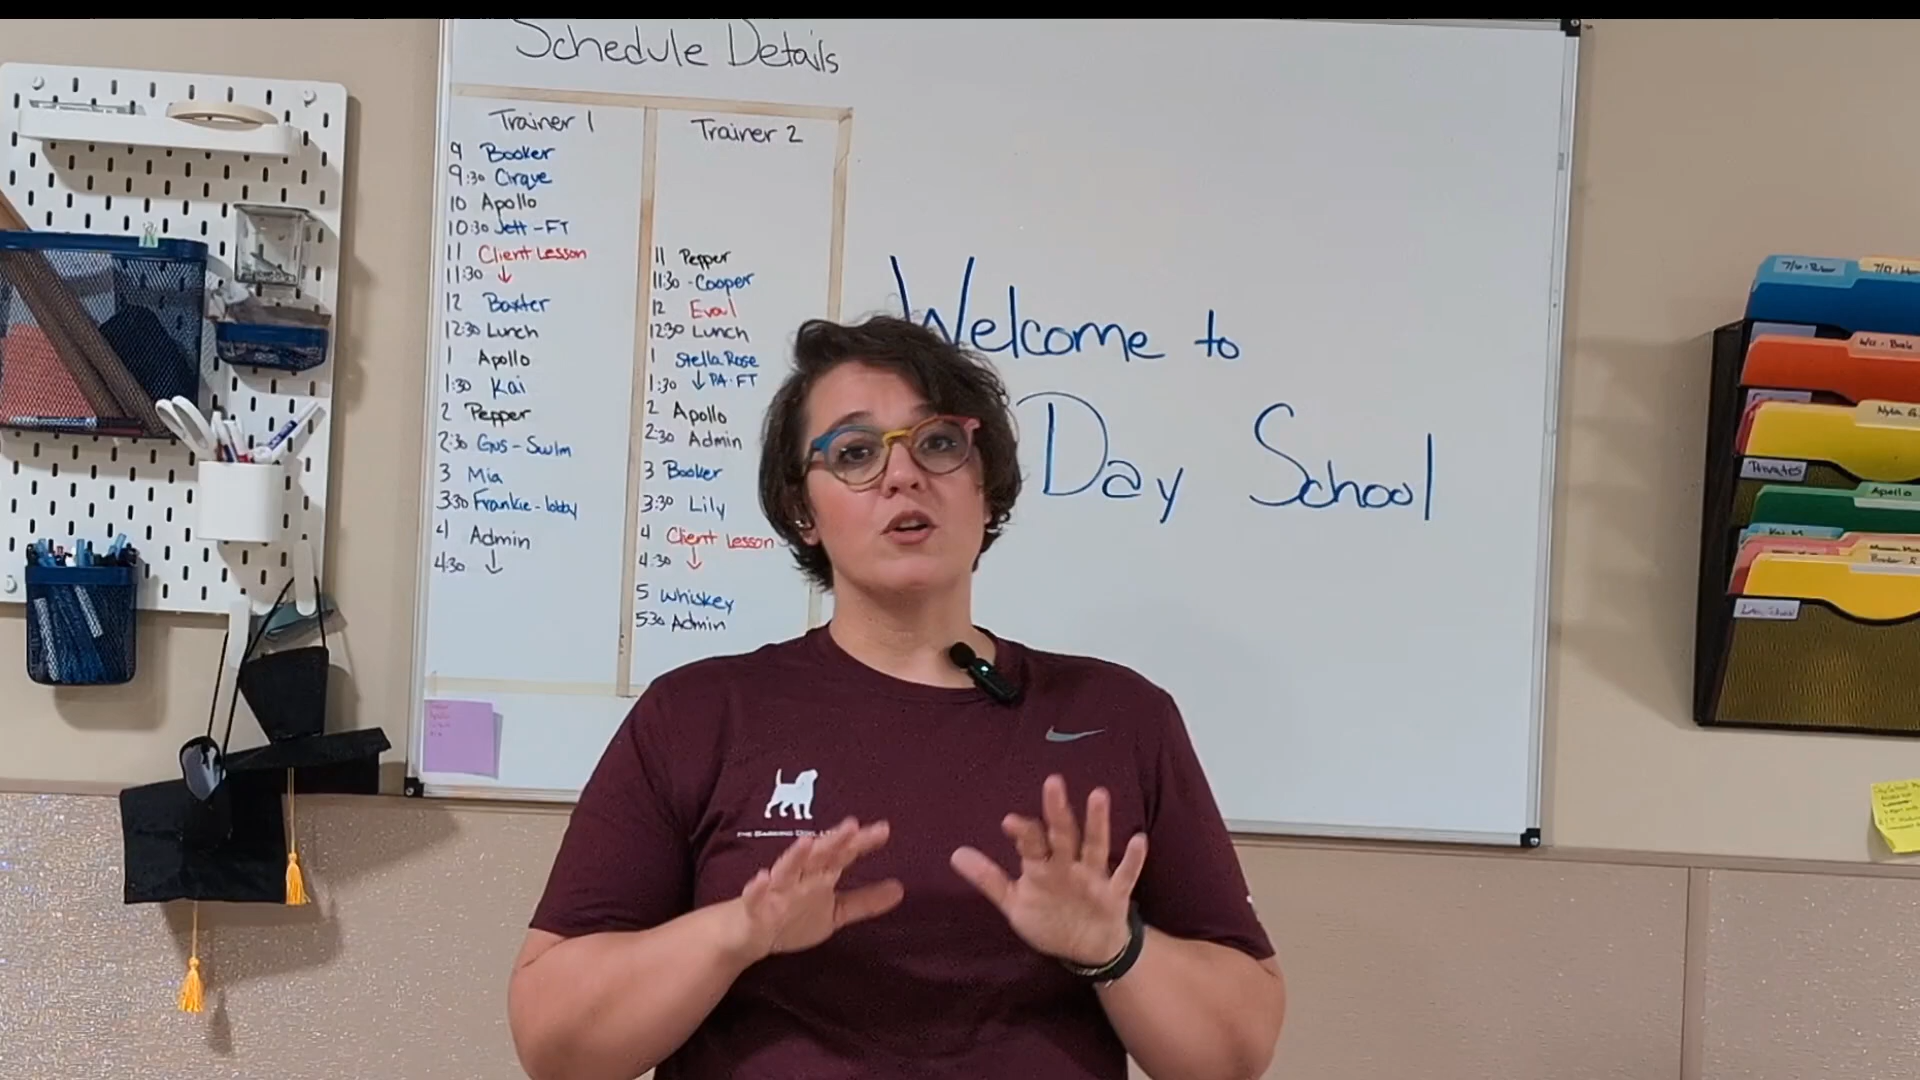 Schedule Details
Trainer 1
9 Booker
9:30 Cirque
10 Apollo
10:30 Jett-FT
11 Client Lesson
11:30 ↓
12 Baxter
12:30 Lunch
1 Apollo
1:30 Kai
2 Pepper
2:30 Gus-Swim
3 Mia
3:30 Frankie-lobby
4 Admin
4:30 ↓
Trainer 2
11 Pepper
11:30 -Cooper
12 Eval
12:30 Lunch
1 Stella Rose
1:30 ↓ PA-FT
2 Apollo
2:30 Admin
3 Booker
3:30 Lily
4 Client Lesson
4:30 ↓
5 Whiskey
5:30 Admin
Welcome to
Day School
THE BARKING DOG, LTD
Privates
Apollo